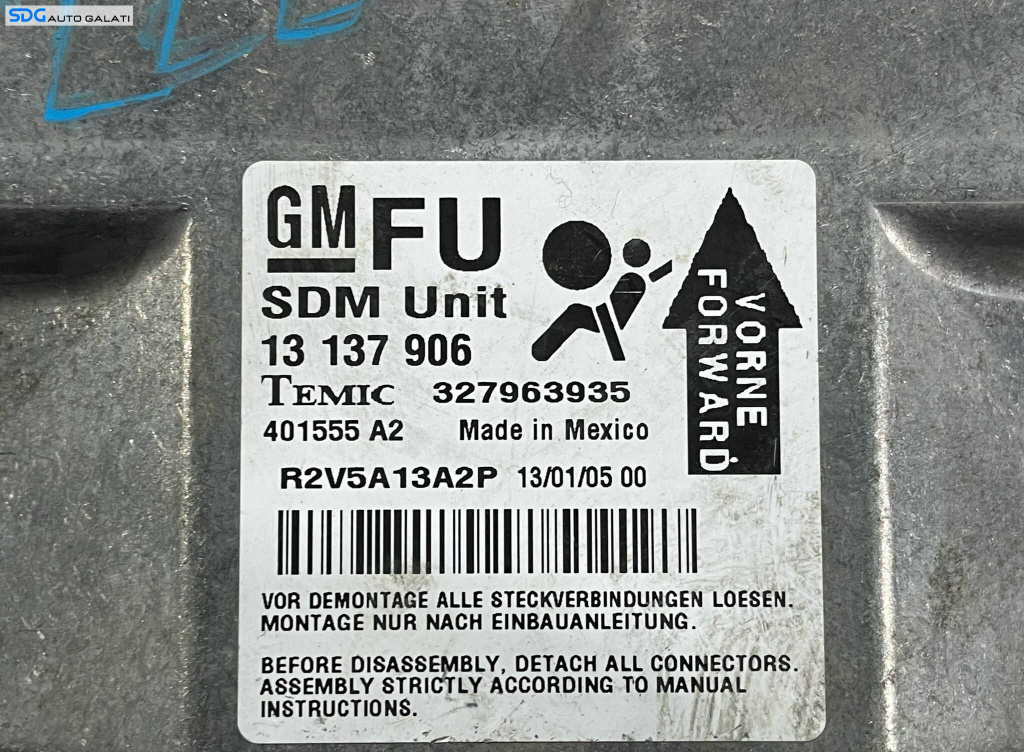 SDG AUTO GALATI
GM FU
SDM Unit
13 137 906
TEMIC 327963935
401555 A2 Made in Mexico
R2V5A13A2P 13/01/05 00
VORNE
FORWARD
VOR DEMONTAGE ALLE STECKVERBINDUNGEN LOESEN.
MONTAGE NUR NACH EINBAUANLEITUNG.
BEFORE DISASSEMBLY, DETACH ALL CONNECTORS.
ASSEMBLY STRICTLY ACCORDING TO MANUAL
INSTRUCTIONS.